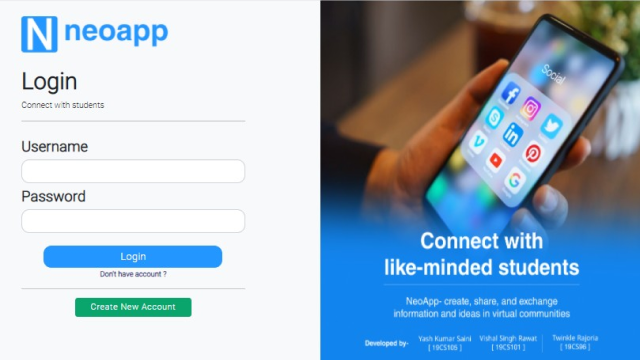 N neoapp
Login
Connect with students
Username
Password
Login
Don't have account ?
Create New Account
Social
Connect with
like-minded students
NeoApp- create, share, and exchange
information and ideas in virtual communities
Developed by- Yash Kumar Saini Vishal Singh Rawat Twinkle Rajoria
[ 19CS105 ] [ 19CS101 ] [ 19CS96 ]